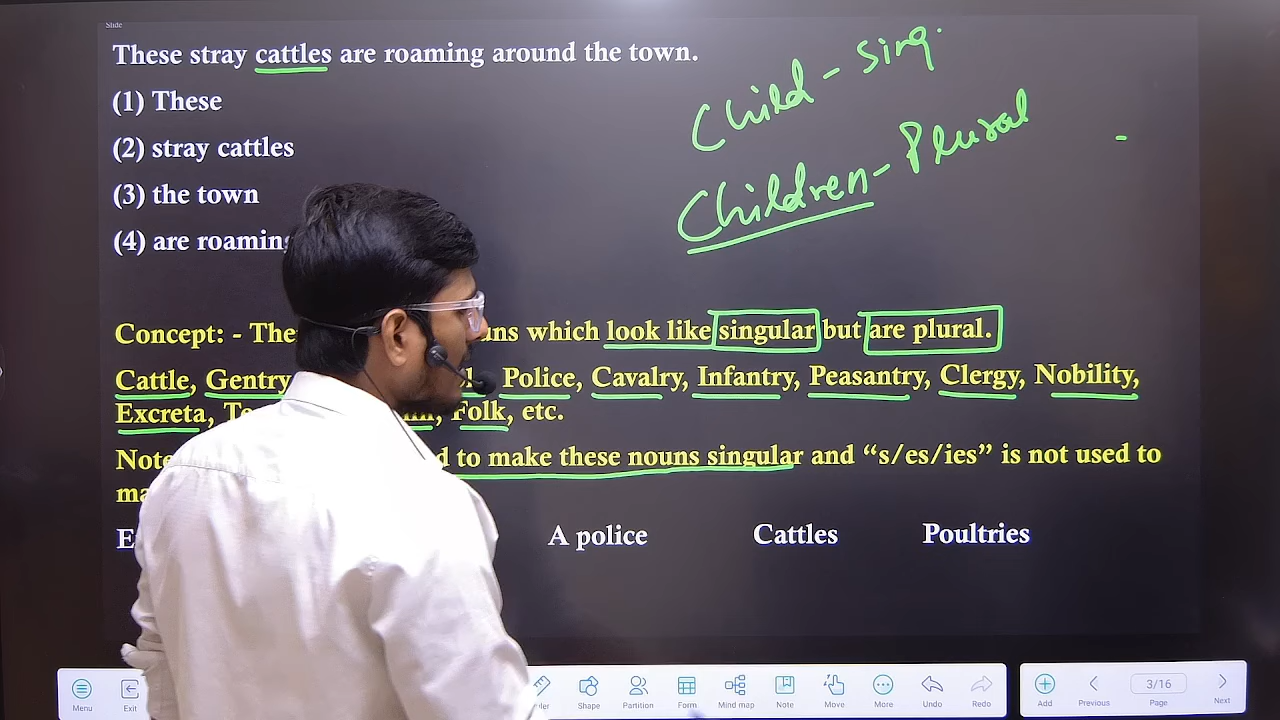 Slide
These stray cattles are roaming around the town.
Child - Sing.
(1) These
(2) stray cattles
Children - Plural
(3) the town
(4) are roaming
Concept: - which look like singular but are plural.
Cattle, Gentry Police, Cavalry, Infantry, Peasantry, Clergy, Nobility,
Excreta, Folk, etc.
Note to make these nouns singular and “s/es/ies” is not used to
A police Cattles Poultries
Menu Exit Shape Partition Form Mind map Note Move More Undo Redo Add Previous 3/16 Page Next